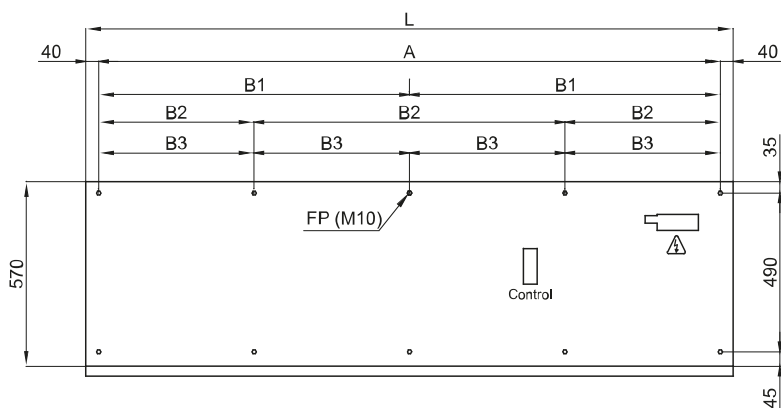 L
40 A 40
B1 B1
B2 B2 B2
B3 B3 B3 B3
35
FP (M10)
570
490
Control
45